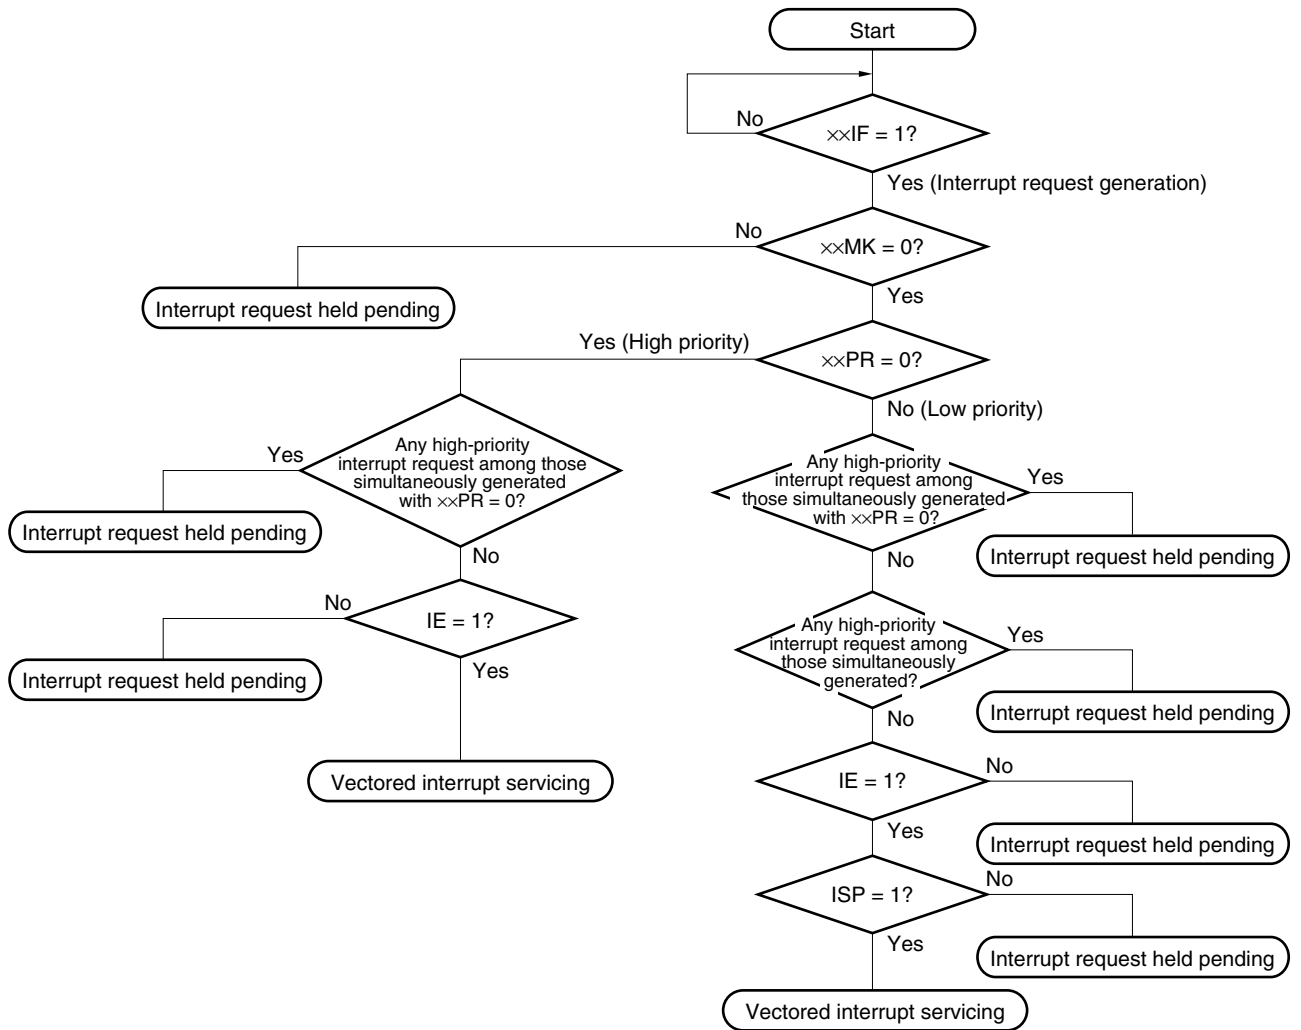 Start
No
××IF = 1?
Yes (Interrupt request generation)
No
××MK = 0?
Interrupt request held pending
Yes
Yes (High priority)
××PR = 0?
No (Low priority)
Yes
Any high-priority
interrupt request among those
simultaneously generated
with ××PR = 0?
Any high-priority
interrupt request among
those simultaneously generated
with ××PR = 0?
Yes
Interrupt request held pending
Interrupt request held pending
No
No
No
IE = 1?
Any high-priority
interrupt request among
those simultaneously
generated?
Yes
Interrupt request held pending
Yes
Interrupt request held pending
No
Vectored interrupt servicing
IE = 1?
No
Yes
Interrupt request held pending
ISP = 1?
No
Yes
Interrupt request held pending
Vectored interrupt servicing